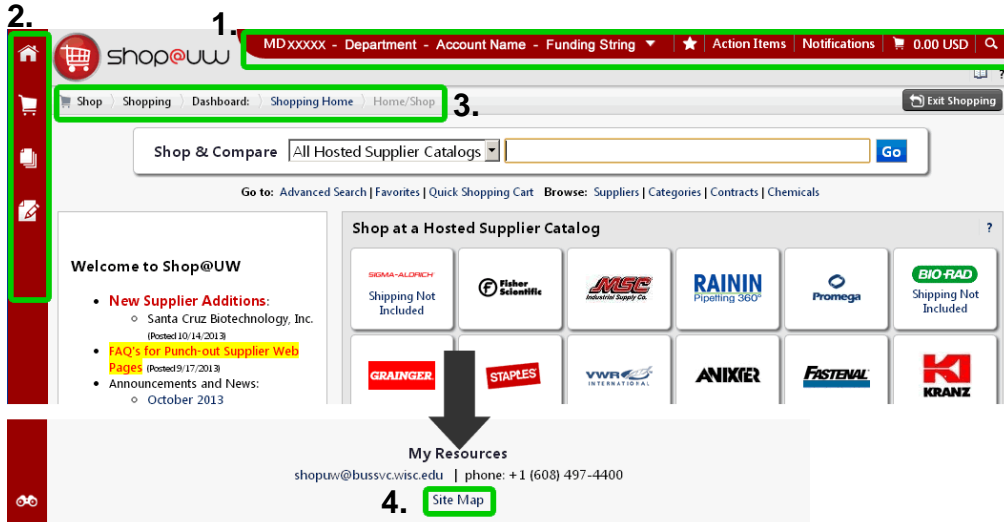 2.
1.
shop@UW
MDxxxxx - Department - Account Name - Funding String
Action Items
Notifications
0.00 USD
?
Shop
Shopping
Dashboard:
Shopping Home
Home/Shop
3.
Exit Shopping
Shop & Compare
All Hosted Supplier Catalogs
Go
Go to: Advanced Search | Favorites | Quick Shopping Cart Browse: Suppliers | Categories | Contracts | Chemicals
Shop at a Hosted Supplier Catalog
?
Welcome to Shop@UW
New Supplier Additions:
Santa Cruz Biotechnology, Inc.
(Posted 10/14/2013)
FAQ's for Punch-out Supplier Web
Pages (Posted 9/17/2013)
Announcements and News:
October 2013
SIGMA-ALDRICH
Shipping Not
Included
Fisher
Scientific
MSC
Industrial Supply Co.
RAININ
Pipetting 360°
Promega
BIO-RAD
Shipping Not
Included
GRAINGER
STAPLES
VWR
INTERNATIONAL
ANIXTER
FASTENAL
KRANZ
My Resources
shopuw@bussvc.wisc.edu | phone: +1 (608) 497-4400
4.
Site Map